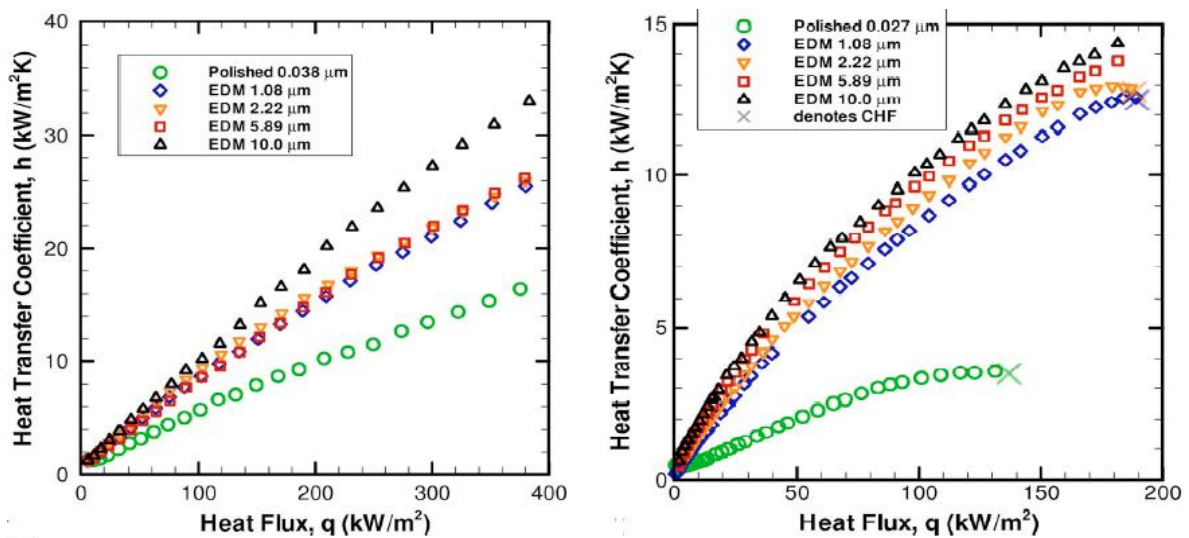 Heat Transfer Coefficient, h (kW/m²K)
40
30
20
10
0
Polished 0.038 μm
EDM 1.08 μm
EDM 2.22 μm
EDM 5.89 μm
EDM 10.0 μm
0
100
200
300
400
Heat Flux, q (kW/m²)
Heat Transfer Coefficient, h (kW/m²K)
15
10
5
0
Polished 0.027 μm
EDM 1.08 μm
EDM 2.22 μm
EDM 5.89 μm
EDM 10.0 μm
denotes CHF
0
50
100
150
200
Heat Flux, q (kW/m²)